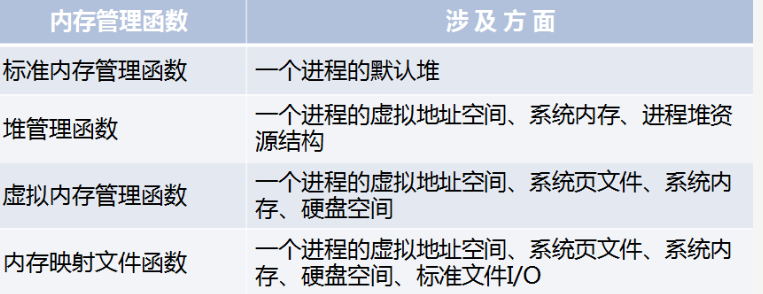 内存管理函数 涉及方面
标准内存管理函数 一个进程的默认堆
堆管理函数 一个进程的虚拟地址空间、系统内存、进程堆资
源结构
虚拟内存管理函数 一个进程的虚拟地址空间、系统页文件、系统内
存、硬盘空间
内存映射文件函数 一个进程的虚拟地址空间、系统页文件、系统内
存、硬盘空间、标准文件I/O